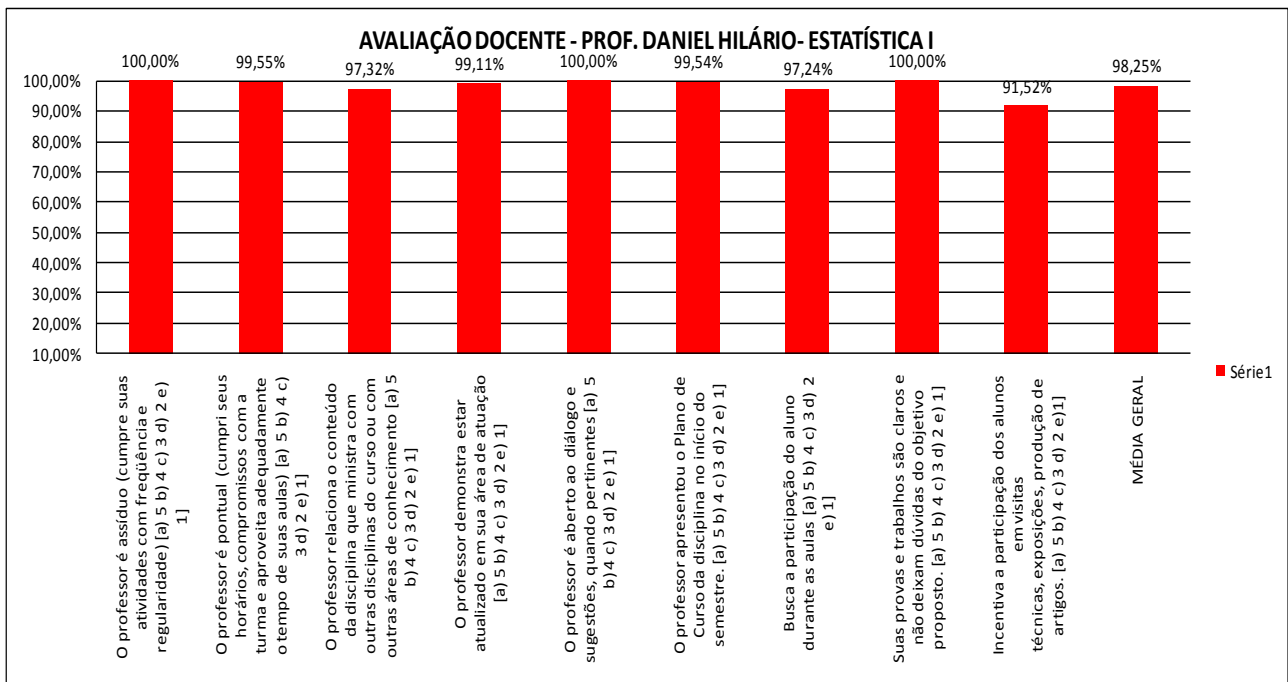 AVALIAÇÃO DOCENTE - PROF. DANIEL HILÁRIO- ESTATÍSTICA I
100,00%
99,55%
97,32%
99,11%
100,00%
99,54%
97,24%
100,00%
91,52%
98,25%
100,00%
90,00%
80,00%
70,00%
60,00%
50,00%
40,00%
30,00%
20,00%
10,00%
O professor é assíduo (cumpre suas
atividades com freqüência e
regularidade) [a) 5 b) 4 c) 3 d) 2 e)
1]
O professor é pontual (cumpri seus
horários, compromissos com a
turma e aproveita adequadamente
o tempo de suas aulas) [a) 5 b) 4 c)
3 d) 2 e) 1]
O professor relaciona o conteúdo
da disciplina que ministra com
outras disciplinas do curso ou com
outras áreas de conhecimento [a) 5
b) 4 c) 3 d) 2 e) 1]
O professor demonstra estar
atualizado em sua área de atuação
[a) 5 b) 4 c) 3 d) 2 e) 1]
O professor é aberto ao diálogo e
sugestões, quando pertinentes [a) 5
b) 4 c) 3 d) 2 e) 1]
O professor apresentou o Plano de
Curso da disciplina no início do
semestre. [a) 5 b) 4 c) 3 d) 2 e) 1]
Busca a participação do aluno
durante as aulas [a) 5 b) 4 c) 3 d) 2
e) 1]
Suas provas e trabalhos são claros e
não deixam dúvidas do objetivo
proposto. [a) 5 b) 4 c) 3 d) 2 e) 1]
Incentiva a participação dos alunos
em visitas
técnicas, exposições, produção de
artigos. [a) 5 b) 4 c) 3 d) 2 e)1]
MÉDIA GERAL
Série1